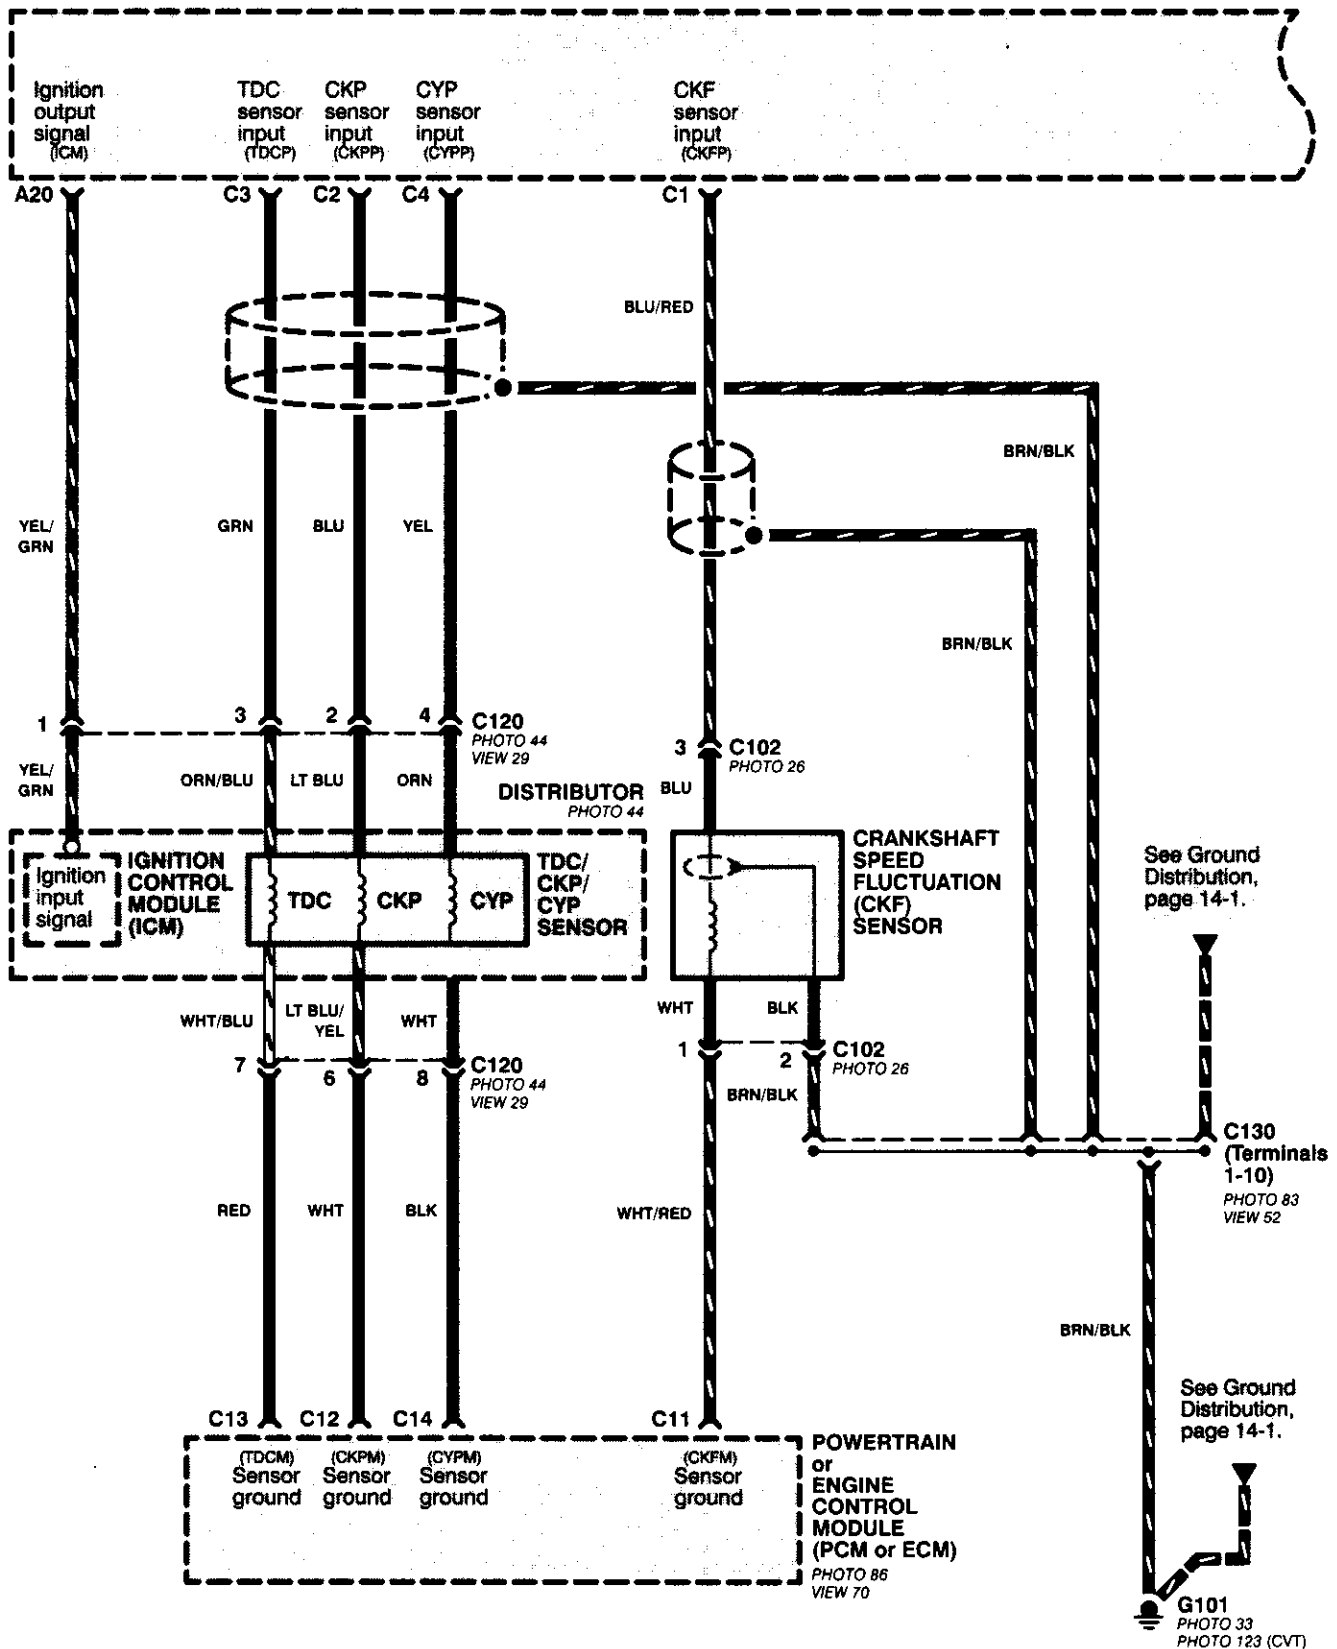 Ignition
output
signal
(ICM)
TDC
sensor
input
(TDCP)
CKP
sensor
input
(CKPP)
CYP
sensor
input
(CYPP)
CKF
sensor
input
(CKFP)
A20
C3
C2
C4
C1
BLU/RED
BRN/BLK
YEL/
GRN
GRN
BLU
YEL
BRN/BLK
1
3
2
4
C120
PHOTO 44
VIEW 29
3
C102
PHOTO 26
YEL/
GRN
ORN/BLU
LT BLU
ORN
DISTRIBUTOR
PHOTO 44
BLU
Ignition
input
signal
IGNITION
CONTROL
MODULE
(ICM)
TDC
CKP
CYP
TDC/
CKP/
CYP
SENSOR
CRANKSHAFT
SPEED
FLUCTUATION
(CKF)
SENSOR
See Ground
Distribution,
page 14-1.
WHT/BLU
LT BLU/
YEL
WHT
WHT
BLK
7
6
8
C120
PHOTO 44
VIEW 29
1
2
C102
PHOTO 26
BRN/BLK
C130
(Terminals
1-10)
PHOTO 83
VIEW 52
RED
WHT
BLK
WHT/RED
BRN/BLK
See Ground
Distribution,
page 14-1.
C13
C12
C14
C11
(TDCM)
Sensor
ground
(CKPM)
Sensor
ground
(CYPM)
Sensor
ground
(CKFM)
Sensor
ground
POWERTRAIN
or
ENGINE
CONTROL
MODULE
(PCM or ECM)
PHOTO 86
VIEW 70
G101
PHOTO 33
PHOTO 123 (CVT)